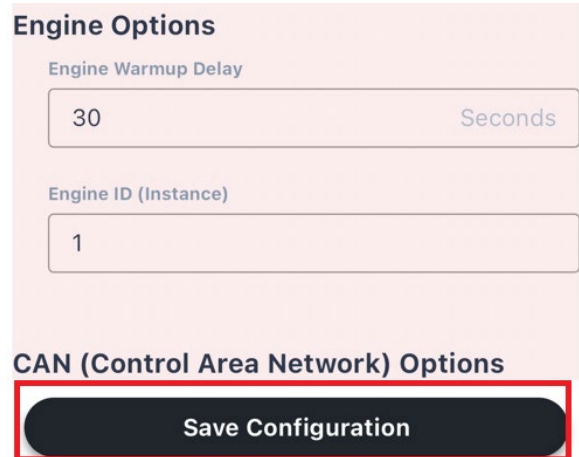 Engine Options
Engine Warmup Delay
30 Seconds
Engine ID (Instance)
1
CAN (Control Area Network) Options
Save Configuration